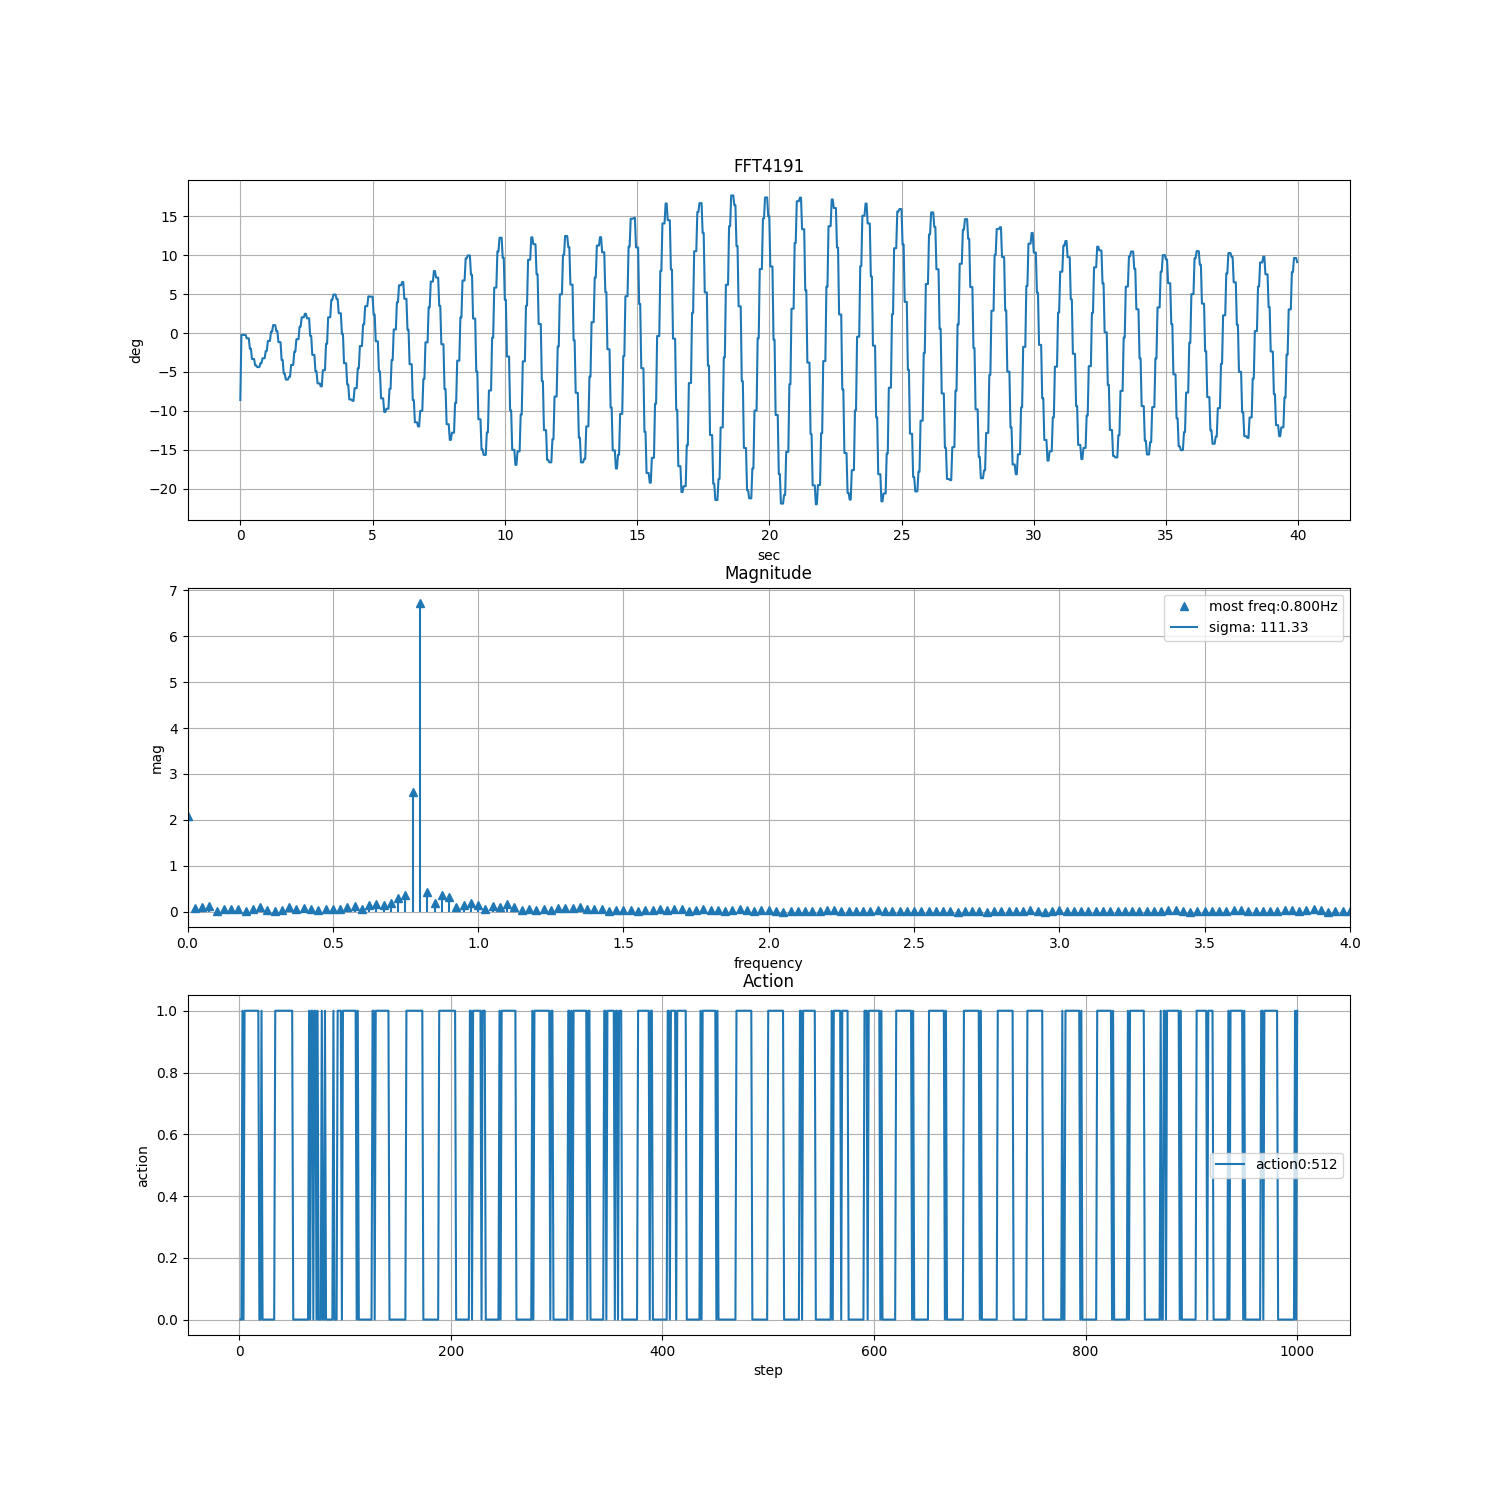 FFT4191
15
10
5
0
−5
−10
−15
−20
deg
0 5 10 15 20 25 30 35 40
sec
Magnitude
7
6
5
4
3
2
1
0
mag
most freq:0.800Hz
sigma: 111.33
0.0 0.5 1.0 1.5 2.0 2.5 3.0 3.5 4.0
frequency
Action
1.0
0.8
0.6
0.4
0.2
0.0
action
action0:512
0 200 400 600 800 1000
step